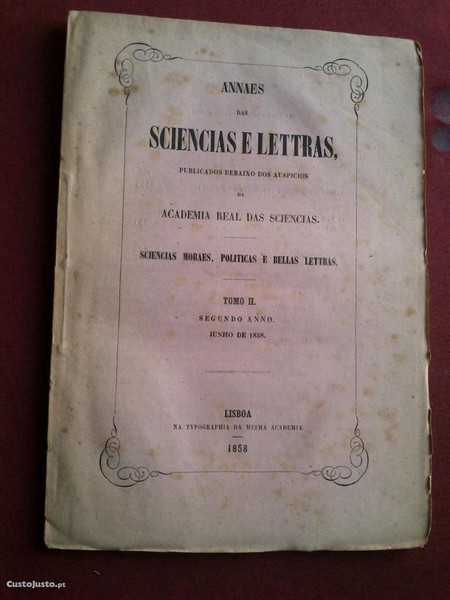 ANNAES
DAS
SCIENCIAS E LETTRAS,
PUBLICADOS DEBAIXO DOS AUSPICIOS
DA
ACADEMIA REAL DAS SCIENCIAS.
SCIENCIAS MORAES, POLITICAS E BELLAS LETTRAS.
TOMO II.
SEGUNDO ANNO.
JUNHO DE 1858.
LISBOA
NA TYPOGRAPHIA DA MESMA ACADEMIA
1858
CustoJusto.pt